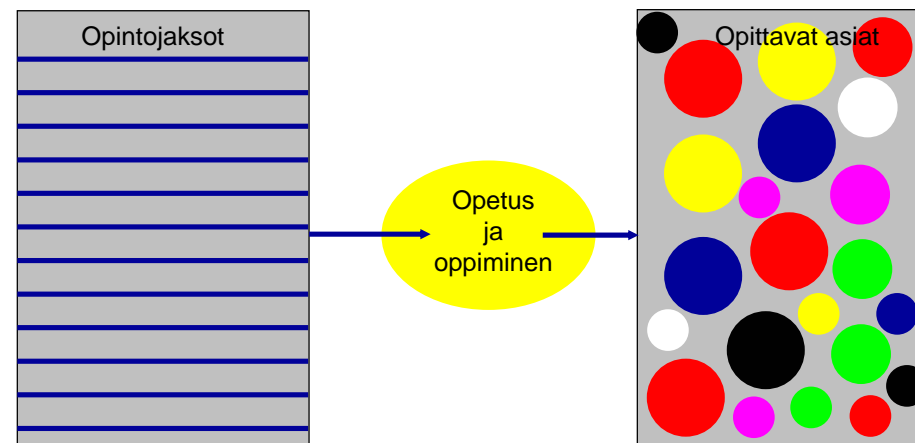 Opintojaksot
Opetus
ja
oppiminen
Opittavat asiat